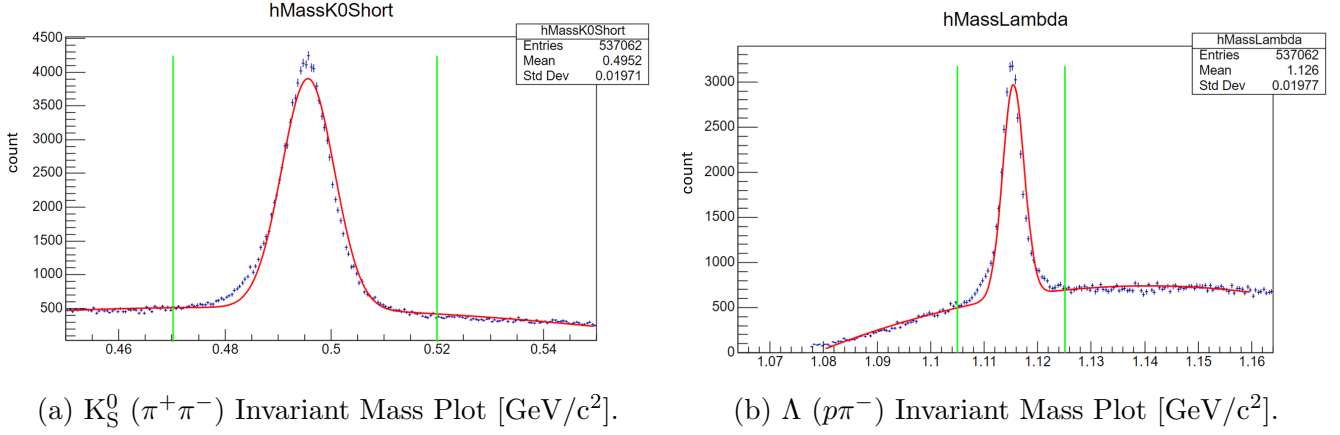 hMassK0Short
hMassK0Short
Entries 537062
Mean 0.4952
Std Dev 0.01971
count
4500
4000
3500
3000
2500
2000
1500
1000
500
0.46 0.48 0.5 0.52 0.54
(a) K⁰_S (π⁺π⁻) Invariant Mass Plot [GeV/c²].
hMassLambda
hMassLambda
Entries 537062
Mean 1.126
Std Dev 0.01977
count
3000
2500
2000
1500
1000
500
0
1.07 1.08 1.09 1.1 1.11 1.12 1.13 1.14 1.15 1.16
(b) Λ (pπ⁻) Invariant Mass Plot [GeV/c²].